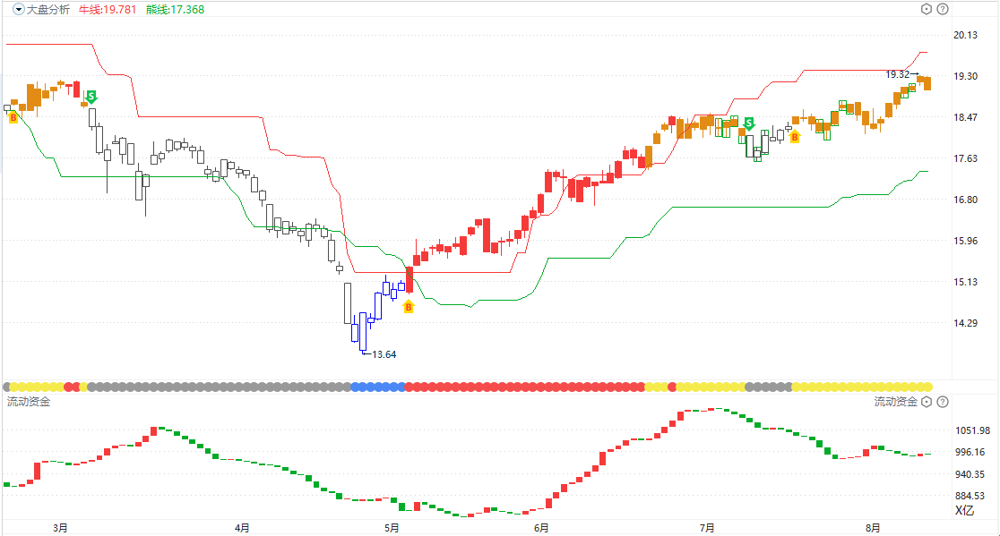 大盘分析 牛线:19.781 熊线:17.368
20.13
19.32
19.30
S
B
18.47
S
B
17.63
16.80
15.96
15.13
B
14.29
13.64
流动资金 流动资金
1051.98
996.16
940.35
884.53
X亿
3月 4月 5月 6月 7月 8月